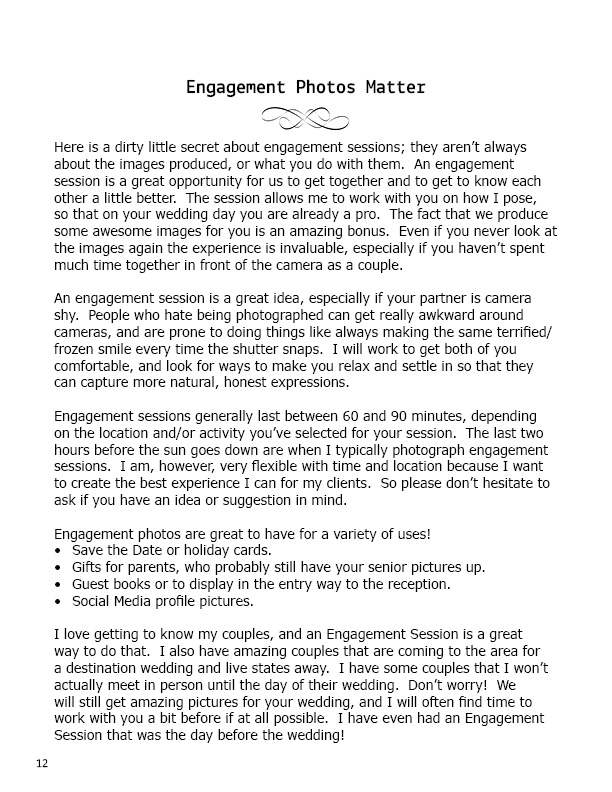 Engagement Photos Matter
Here is a dirty little secret about engagement sessions; they aren’t always
about the images produced, or what you do with them.  An engagement
session is a great opportunity for us to get together and to get to know each
other a little better.  The session allows me to work with you on how I pose,
so that on your wedding day you are already a pro.  The fact that we produce
some awesome images for you is an amazing bonus.  Even if you never look at
the images again the experience is invaluable, especially if you haven’t spent
much time together in front of the camera as a couple.
An engagement session is a great idea, especially if your partner is camera
shy.  People who hate being photographed can get really awkward around
cameras, and are prone to doing things like always making the same terrified/
frozen smile every time the shutter snaps.  I will work to get both of you
comfortable, and look for ways to make you relax and settle in so that they
can capture more natural, honest expressions.
Engagement sessions generally last between 60 and 90 minutes, depending
on the location and/or activity you’ve selected for your session.  The last two
hours before the sun goes down are when I typically photograph engagement
sessions.  I am, however, very flexible with time and location because I want
to create the best experience I can for my clients.  So please don’t hesitate to
ask if you have an idea or suggestion in mind.
Engagement photos are great to have for a variety of uses!
• Save the Date or holiday cards.
• Gifts for parents, who probably still have your senior pictures up.
• Guest books or to display in the entry way to the reception.
• Social Media profile pictures.
I love getting to know my couples, and an Engagement Session is a great
way to do that.  I also have amazing couples that are coming to the area for
a destination wedding and live states away.  I have some couples that I won’t
actually meet in person until the day of their wedding.  Don’t worry!  We
will still get amazing pictures for your wedding, and I will often find time to
work with you a bit before if at all possible.  I have even had an Engagement
Session that was the day before the wedding!
12